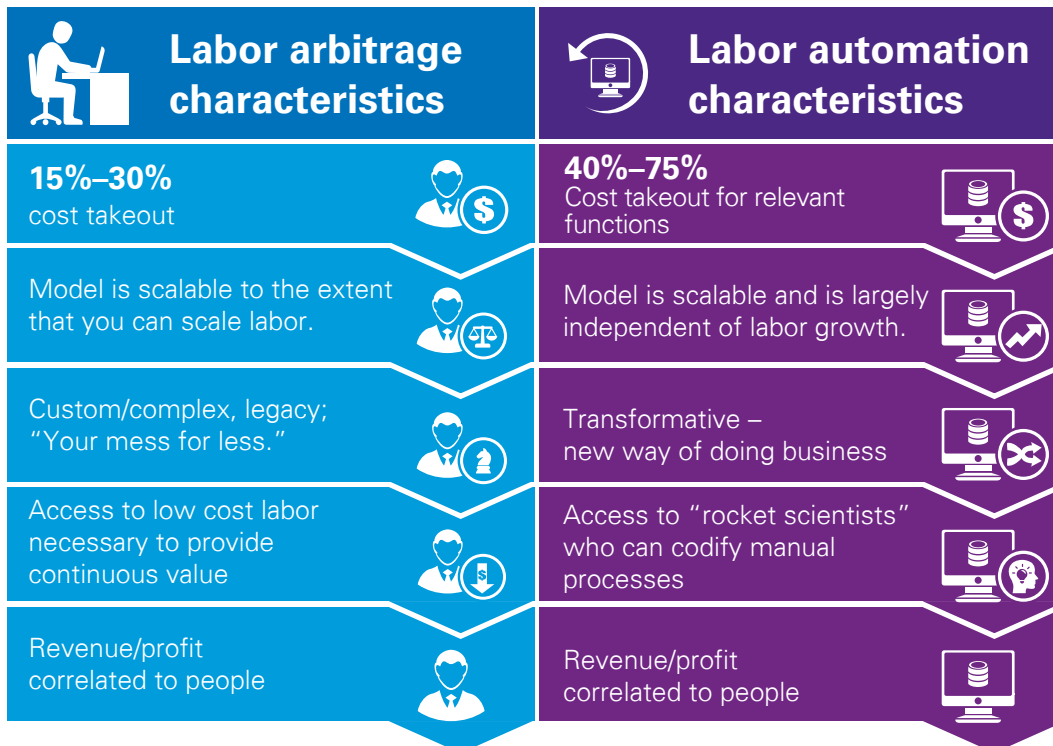 Labor arbitrage
characteristics
15%–30%
cost takeout
Model is scalable to the extent
that you can scale labor.
Custom/complex, legacy;
“Your mess for less.”
Access to low cost labor
necessary to provide
continuous value
Revenue/profit
correlated to people
Labor automation
characteristics
40%–75%
Cost takeout for relevant
functions
Model is scalable and is largely
independent of labor growth.
Transformative –
new way of doing business
Access to “rocket scientists”
who can codify manual
processes
Revenue/profit
correlated to people